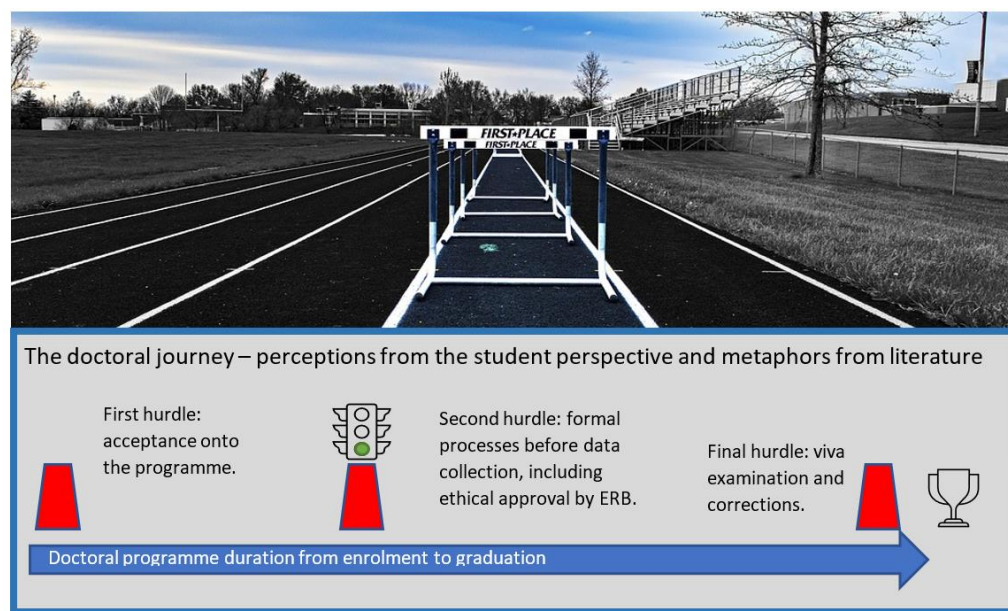 FIRST★PLACE
FIRST★PLACE
The doctoral journey – perceptions from the student perspective and metaphors from literature
First hurdle:
acceptance onto
the programme.
Second hurdle: formal
processes before data
collection, including
ethical approval by ERB.
Final hurdle: viva
examination and
corrections.
Doctoral programme duration from enrolment to graduation